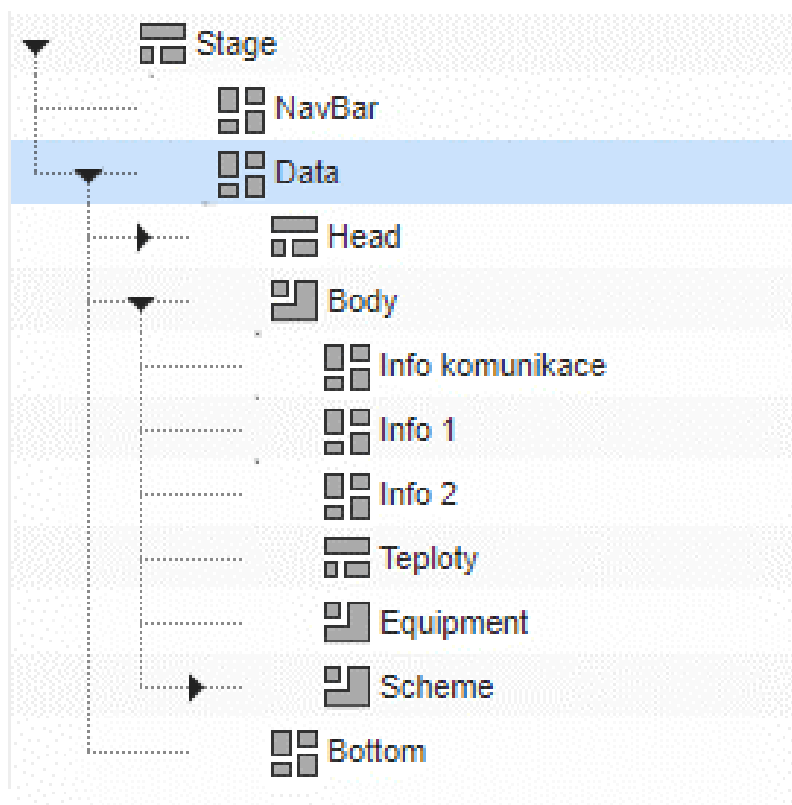 Stage
NavBar
Data
Head
Body
Info komunikace
Info 1
Info 2
Teploty
Equipment
Scheme
Bottom